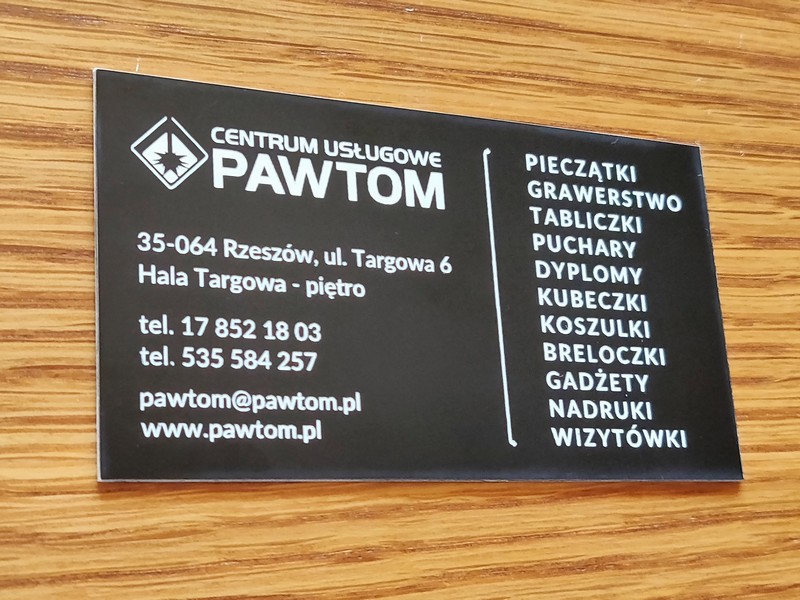 CENTRUM USŁUGOWE
PAWTOM
35-064 Rzeszów, ul. Targowa 6
Hala Targowa - piętro
tel. 17 852 18 03
tel. 535 584 257
pawtom@pawtom.pl
www.pawtom.pl
PIECZĄTKI
GRAWERSTWO
TABLICZKI
PUCHARY
DYPLOMY
KUBECZKI
KOSZULKI
BRELOCZKI
GADŻETY
NADRUKI
WIZYTÓWKI